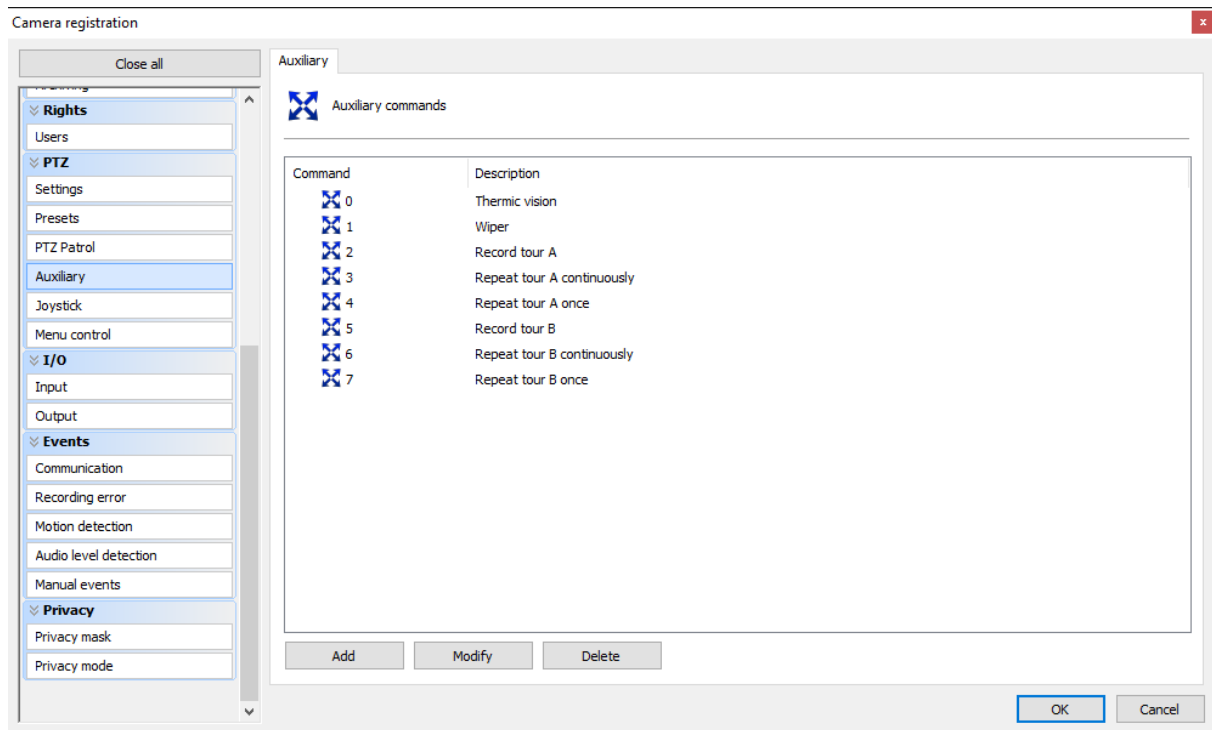 Camera registration
x
Close all
Rights
Users
PTZ
Settings
Presets
PTZ Patrol
Auxiliary
Joystick
Menu control
I/O
Input
Output
Events
Communication
Recording error
Motion detection
Audio level detection
Manual events
Privacy
Privacy mask
Privacy mode
Auxiliary
Auxiliary commands
Command Description
0 Thermic vision
1 Wiper
2 Record tour A
3 Repeat tour A continuously
4 Repeat tour A once
5 Record tour B
6 Repeat tour B continuously
7 Repeat tour B once
Add Modify Delete
OK Cancel